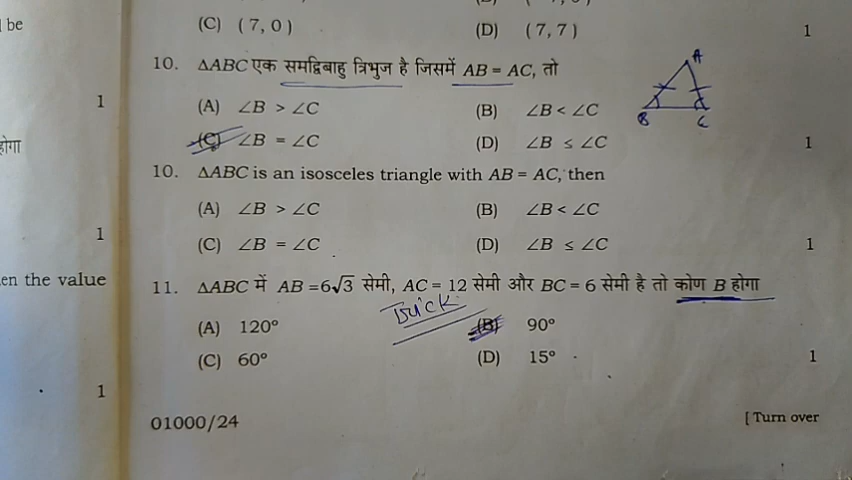 be
(C) ( 7, 0 )
(D) ( 7, 7 )
1
10. ΔABC एक समद्विबाहु त्रिभुज है जिसमें AB = AC, तो
A
B
C
1
(A) ∠B > ∠C
(B) ∠B < ∠C
होगा
(C) ∠B = ∠C
(D) ∠B ≤ ∠C
1
10. ΔABC is an isosceles triangle with AB = AC, then
(A) ∠B > ∠C
(B) ∠B < ∠C
1
(C) ∠B = ∠C
(D) ∠B ≤ ∠C
1
en the value
11. ΔABC में AB =6√3 सेमी, AC = 12 सेमी और BC = 6 सेमी है तो कोण B होगा
Trick
(A) 120°
(B) 90°
(C) 60°
(D) 15°
1
1
01000/24
[ Turn over